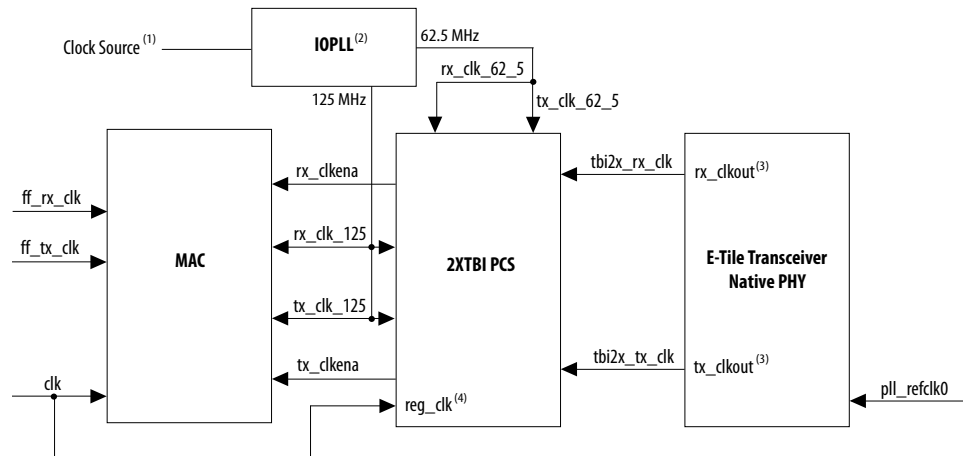 Clock Source (1)
IOPLL(2)
62.5 MHz
rx_clk_62_5
125 MHz
tx_clk_62_5
rx_clkena
tbi2x_rx_clk
rx_clkout(3)
ff_rx_clk
ff_tx_clk
rx_clk_125
MAC
2XTBI PCS
E-Tile Transceiver
Native PHY
tx_clk_125
tbi2x_tx_clk
tx_clkout(3)
clk
tx_clkena
reg_clk(4)
pll_refclk0